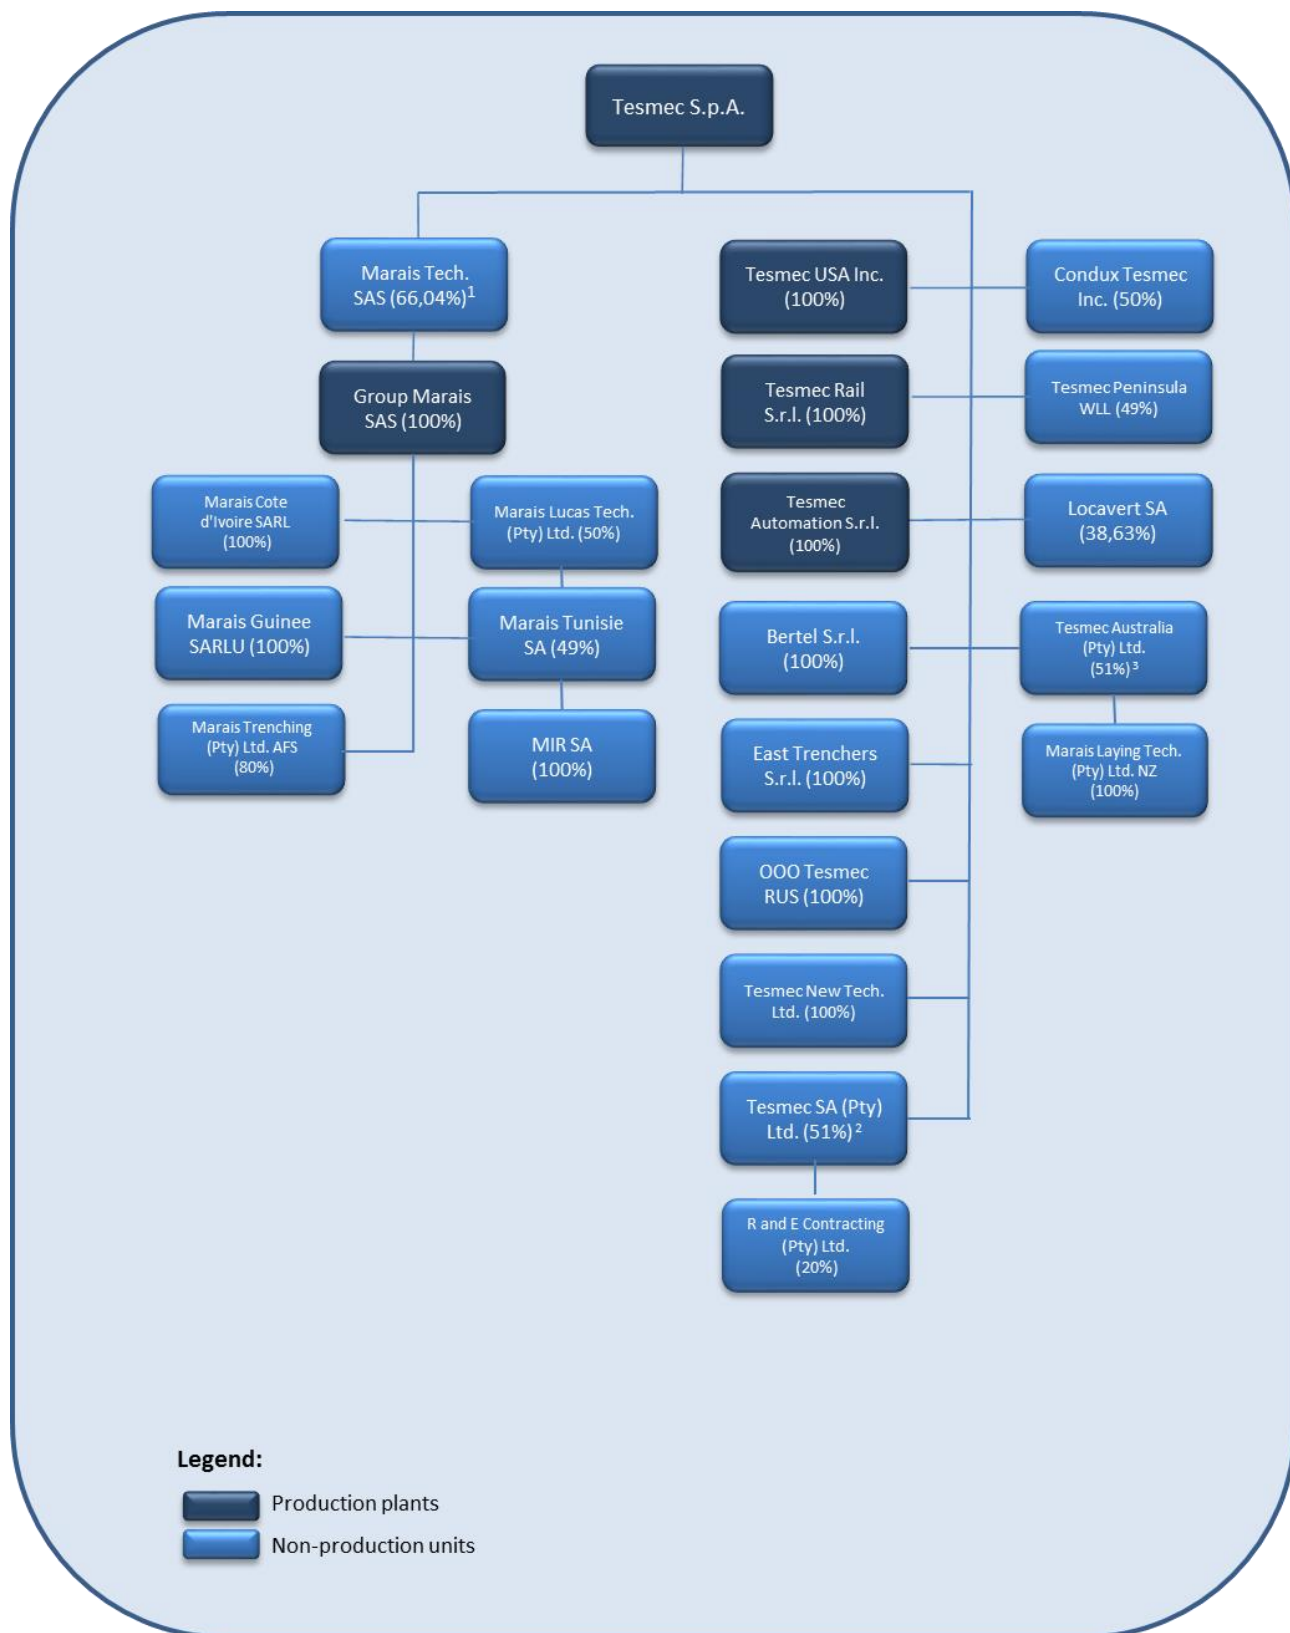 Tesmec S.p.A.
Marais Tech.
SAS (66,04%)1
Group Marais
SAS (100%)
Marais Cote
d'Ivoire SARL
(100%)
Marais Lucas Tech.
(Pty) Ltd. (50%)
Marais Guinee
SARLU (100%)
Marais Tunisie
SA (49%)
Marais Trenching
(Pty) Ltd. AFS
(80%)
MIR SA
(100%)
Tesmec USA Inc.
(100%)
Condux Tesmec
Inc. (50%)
Tesmec Rail
S.r.l. (100%)
Tesmec Peninsula
WLL (49%)
Tesmec
Automation S.r.l.
(100%)
Locavert SA
(38,63%)
Bertel S.r.l.
(100%)
Tesmec Australia
(Pty) Ltd.
(51%) 3
Marais Laying Tech.
(Pty) Ltd. NZ
(100%)
East Trenchers
S.r.l. (100%)
OOO Tesmec
RUS (100%)
Tesmec New Tech.
Ltd. (100%)
Tesmec SA (Pty)
Ltd. (51%) 2
R and E Contracting
(Pty) Ltd.
(20%)
Legend:
Production plants
Non-production units